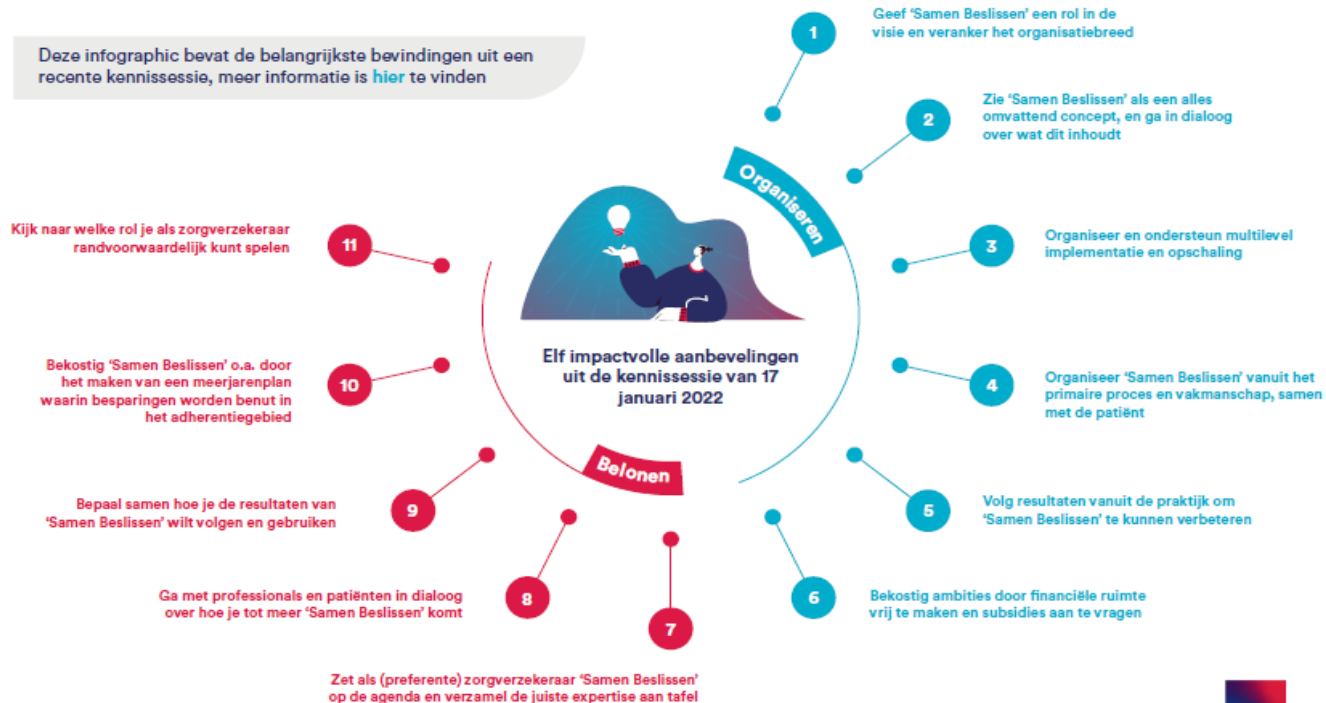 Deze infographic bevat de belangrijkste bevindingen uit een
recente kennissessie, meer informatie is hier te vinden
1
Geef ‘Samen Beslissen’ een rol in de
visie en veranker het organisatiebreed
2
Zie ‘Samen Beslissen’ als een alles
omvattend concept, en ga in dialoog
over wat dit inhoudt
Organiseren
3
Organiseer en ondersteun multilevel
implementatie en opschaling
4
Organiseer ‘Samen Beslissen’ vanuit het
primaire proces en vakmanschap, samen
met de patiënt
5
Volg resultaten vanuit de praktijk om
‘Samen Beslissen’ te kunnen verbeteren
6
Bekostig ambities door financiële ruimte
vrij te maken en subsidies aan te vragen
Elf impactvolle aanbevelingen
uit de kennissessie van 17
januari 2022
Belonen
7
Zet als (preferente) zorgverzekeraar ‘Samen Beslissen’
op de agenda en verzamel de juiste expertise aan tafel
8
Ga met professionals en patiënten in dialoog
over hoe je tot meer ‘Samen Beslissen’ komt
9
Bepaal samen hoe je de resultaten van
‘Samen Beslissen’ wilt volgen en gebruiken
10
Bekostig ‘Samen Beslissen’ o.a. door
het maken van een meerjarenplan
waarin besparingen worden benut in
het adherentiegebied
11
Kijk naar welke rol je als zorgverzekeraar
randvoorwaardelijk kunt spelen